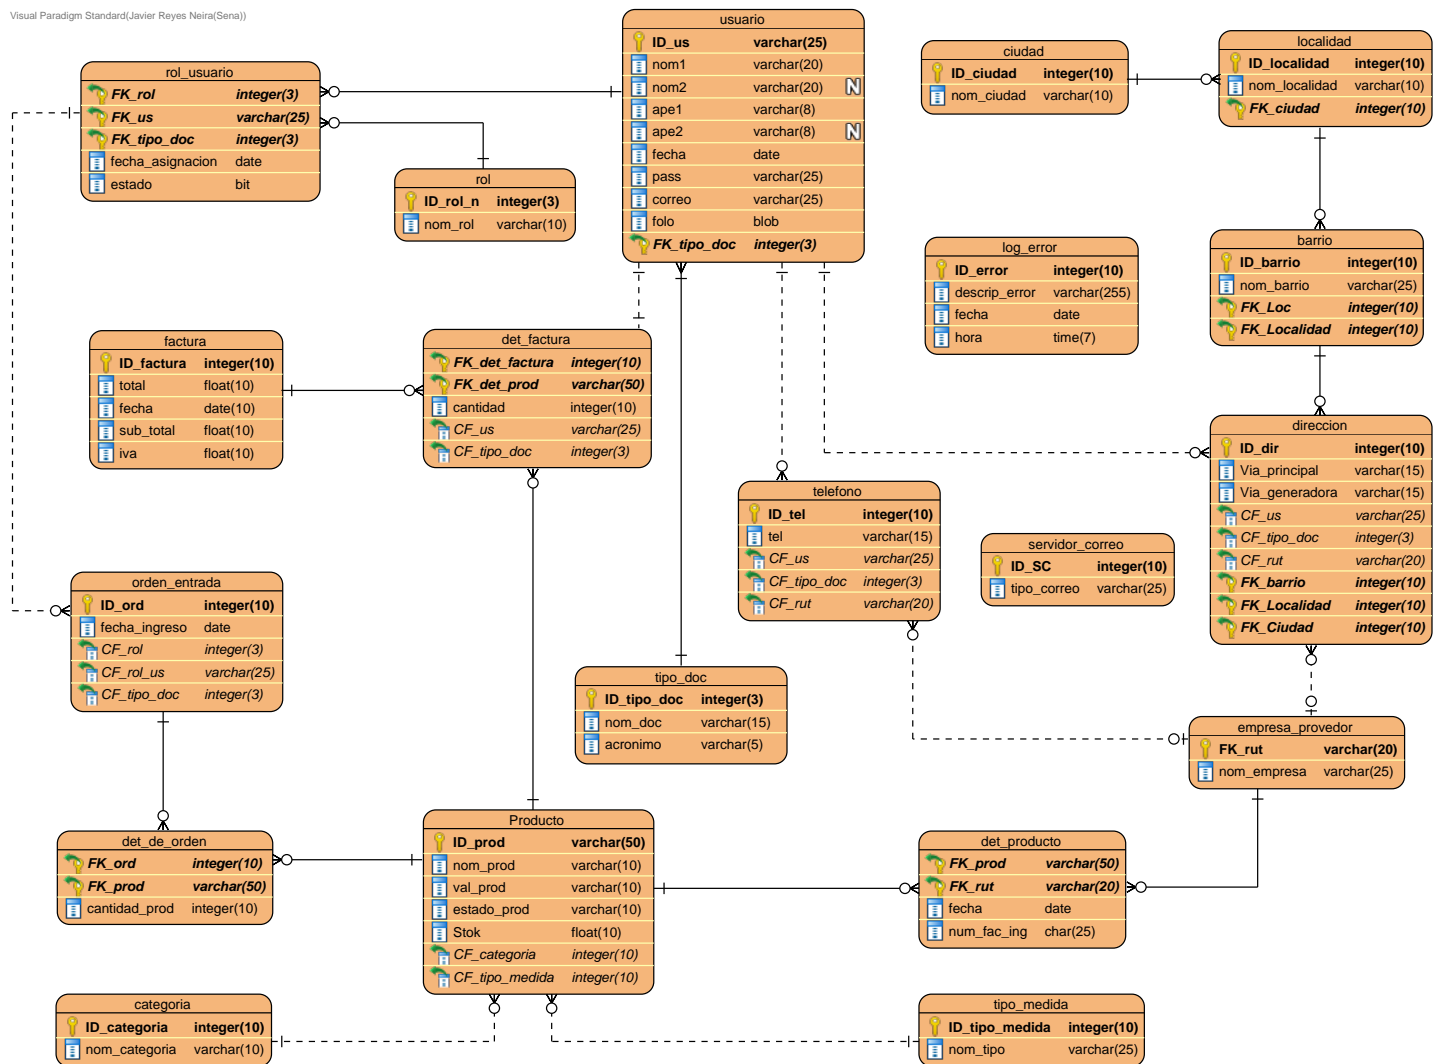 Visual Paradigm Standard(Javier Reyes Neira(Sena))
usuario
ID_us varchar(25)
nom1 varchar(20)
nom2 varchar(20) N
ape1 varchar(8)
ape2 varchar(8) N
fecha date
pass varchar(25)
correo varchar(25)
folo blob
FK_tipo_doc integer(3)
ciudad
ID_ciudad integer(10)
nom_ciudad varchar(10)
localidad
ID_localidad integer(10)
nom_localidad varchar(10)
FK_ciudad integer(10)
rol_usuario
FK_rol integer(3)
FK_us varchar(25)
FK_tipo_doc integer(3)
fecha_asignacion date
estado bit
rol
ID_rol_n integer(3)
nom_rol varchar(10)
log_error
ID_error integer(10)
descrip_error varchar(255)
fecha date
hora time(7)
barrio
ID_barrio integer(10)
nom_barrio varchar(25)
FK_Loc integer(10)
FK_Localidad integer(10)
factura
ID_factura integer(10)
total float(10)
fecha date(10)
sub_total float(10)
iva float(10)
det_factura
FK_det_factura integer(10)
FK_det_prod varchar(50)
cantidad integer(10)
CF_us varchar(25)
CF_tipo_doc integer(3)
direccion
ID_dir integer(10)
Via_principal varchar(15)
Via_generadora varchar(15)
CF_us varchar(25)
CF_tipo_doc integer(3)
CF_rut varchar(20)
FK_barrio integer(10)
FK_Localidad integer(10)
FK_Ciudad integer(10)
telefono
ID_tel integer(10)
tel varchar(15)
CF_us varchar(25)
CF_tipo_doc integer(3)
CF_rut varchar(20)
servidor_correo
ID_SC integer(10)
tipo_correo varchar(25)
orden_entrada
ID_ord integer(10)
fecha_ingreso date
CF_rol integer(3)
CF_rol_us varchar(25)
CF_tipo_doc integer(3)
tipo_doc
ID_tipo_doc integer(3)
nom_doc varchar(15)
acronimo varchar(5)
empresa_provedor
FK_rut varchar(20)
nom_empresa varchar(25)
det_de_orden
FK_ord integer(10)
FK_prod varchar(50)
cantidad_prod integer(10)
Producto
ID_prod varchar(50)
nom_prod varchar(10)
val_prod varchar(10)
estado_prod varchar(10)
Stok float(10)
CF_categoria integer(10)
CF_tipo_medida integer(10)
det_producto
FK_prod varchar(50)
FK_rut varchar(20)
fecha date
num_fac_ing char(25)
categoria
ID_categoria integer(10)
nom_categoria varchar(10)
tipo_medida
ID_tipo_medida integer(10)
nom_tipo varchar(25)